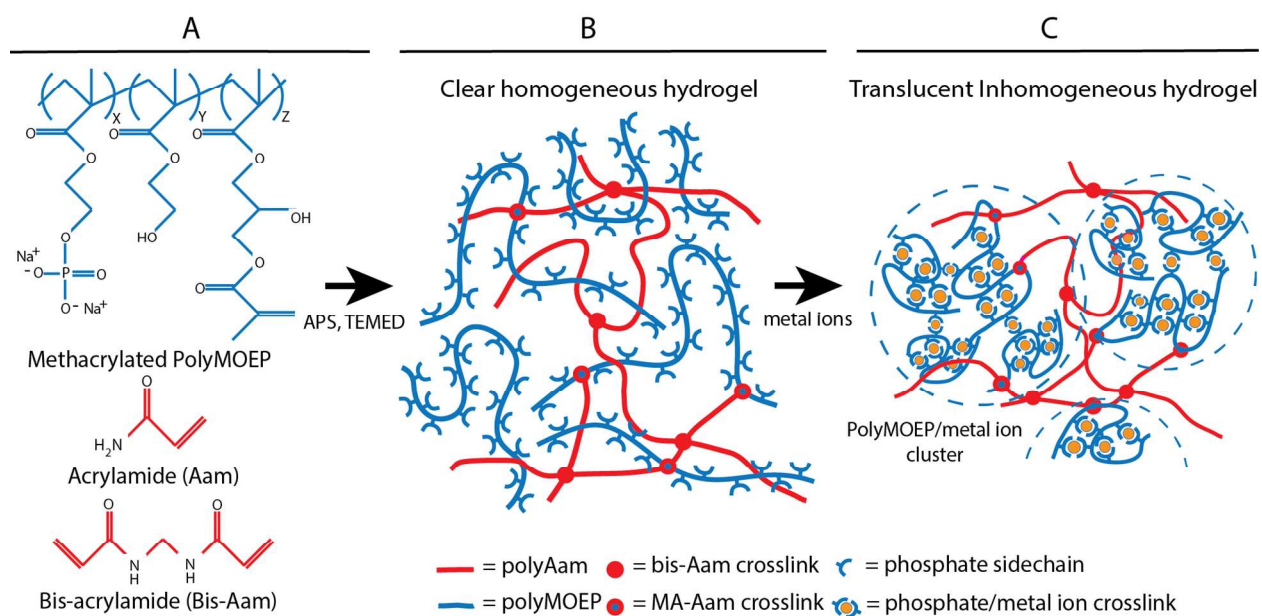 A
B
C
Clear homogeneous hydrogel
Translucent Inhomogeneous hydrogel
X
Y
Z
O
O
O
O
O
O
OH
HO
O
O
O
Na+
-O
P
O
O- Na+
Methacrylated PolyMOEP
APS, TEMED
metal ions
O
H2N
Acrylamide (Aam)
O
O
N
H
N
H
Bis-acrylamide (Bis-Aam)
PolyMOEP/metal ion
cluster
= polyAam
= bis-Aam crosslink
= phosphate sidechain
= polyMOEP
= MA-Aam crosslink
= phosphate/metal ion crosslink